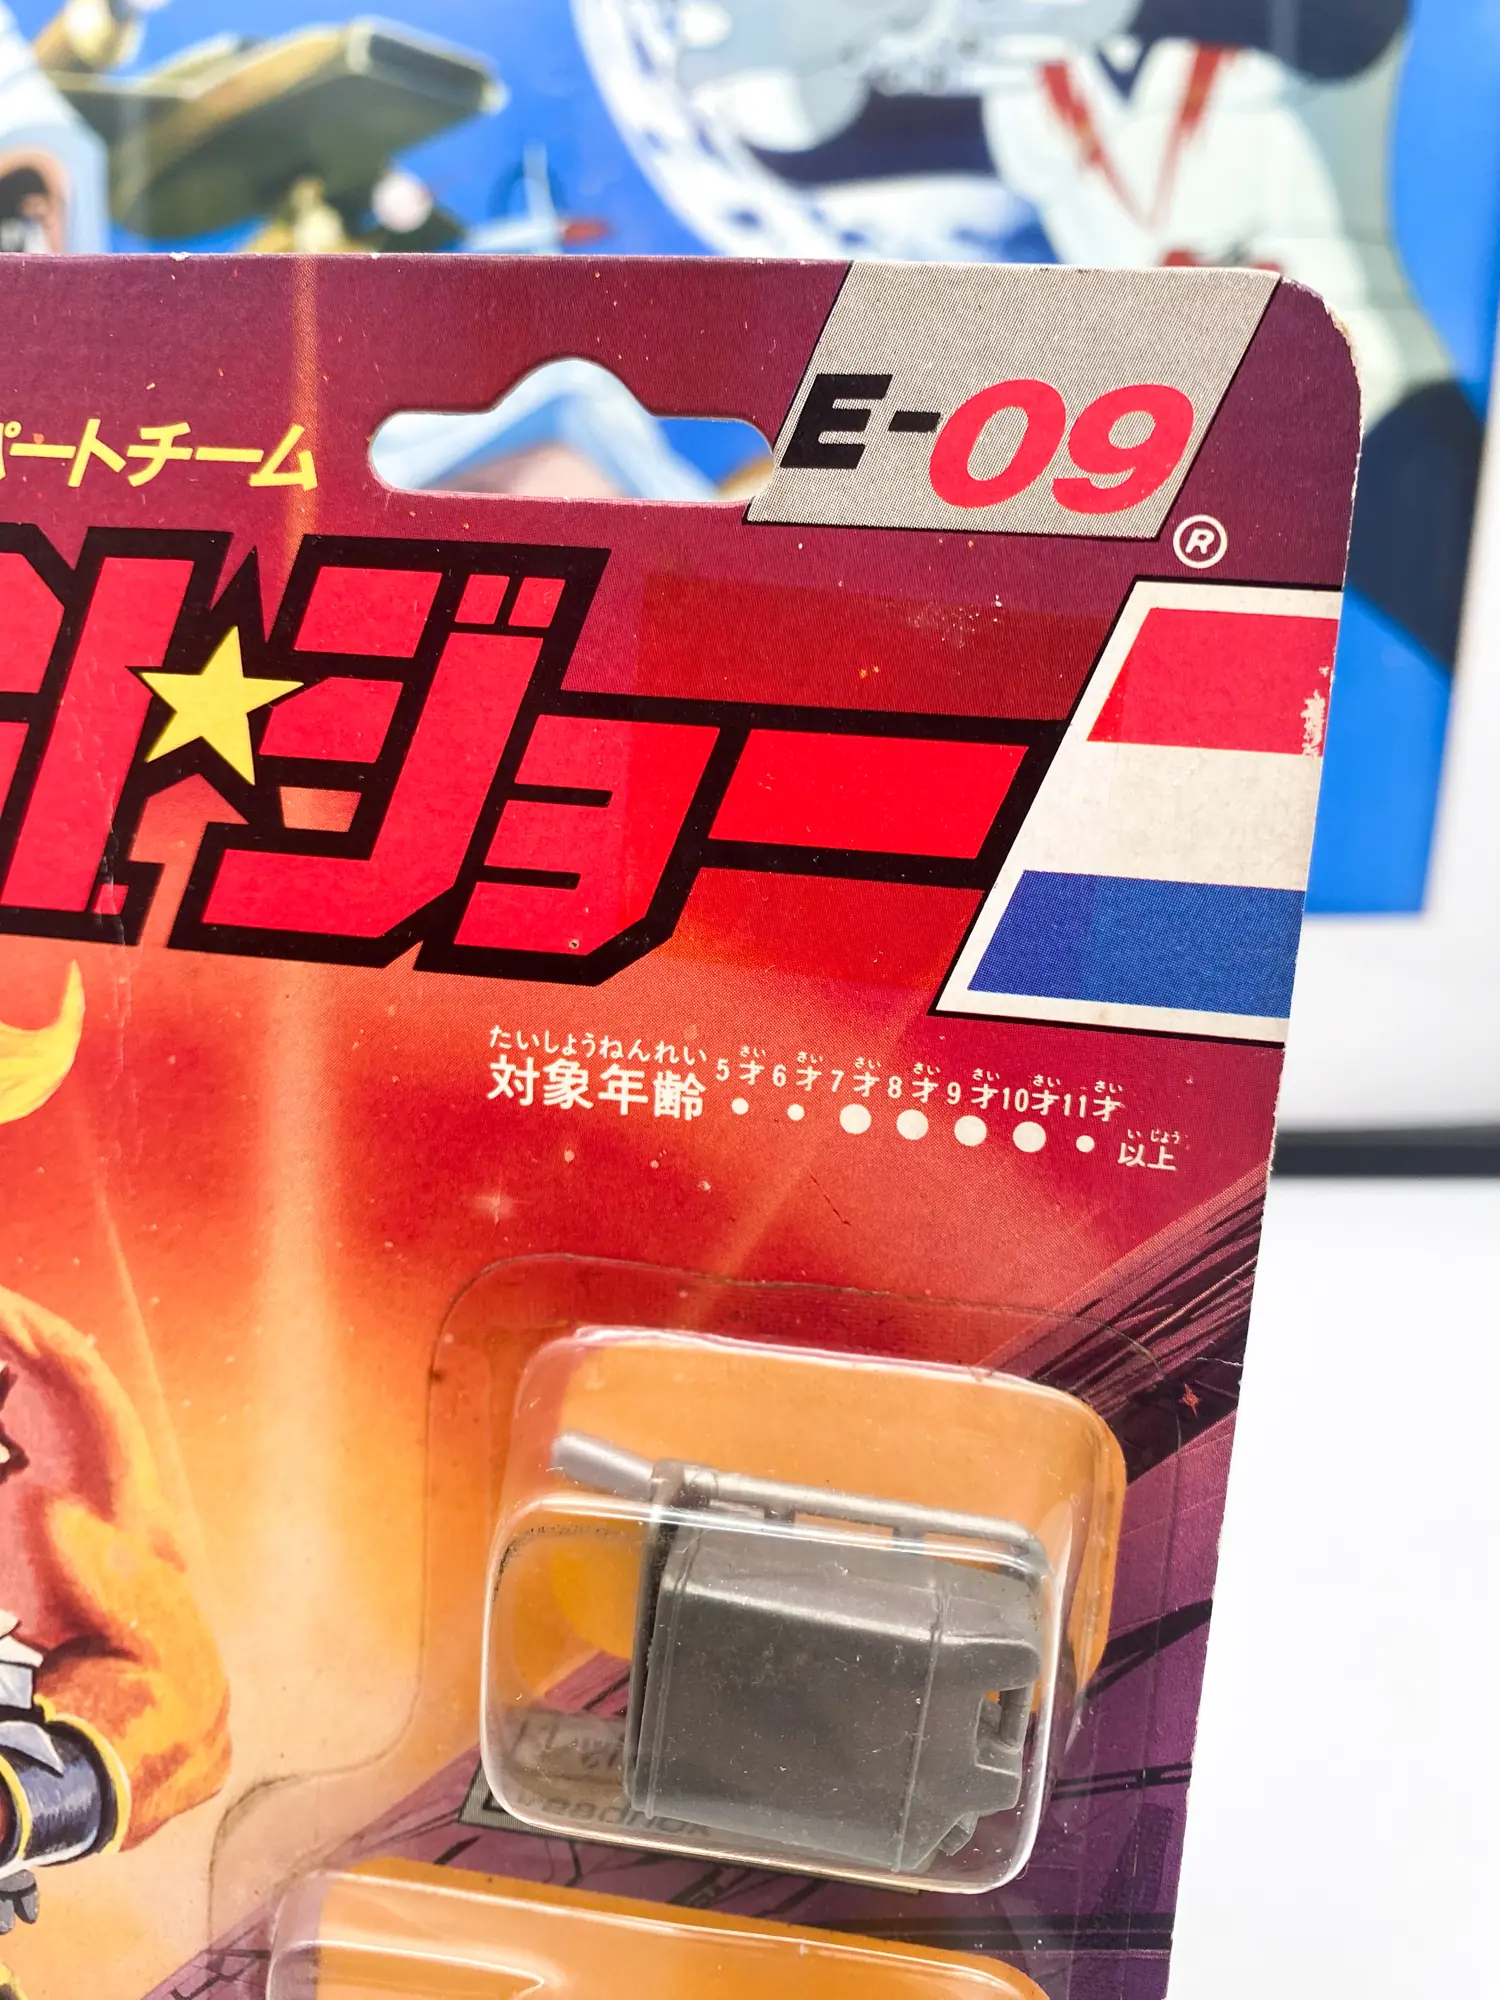 E-09
パートチーム
®
ジョー
たいしょうねんれい さい さい さい さい さい さい さい
対象年齢 5才6才7才8才9才10才11才
いじょう
以上